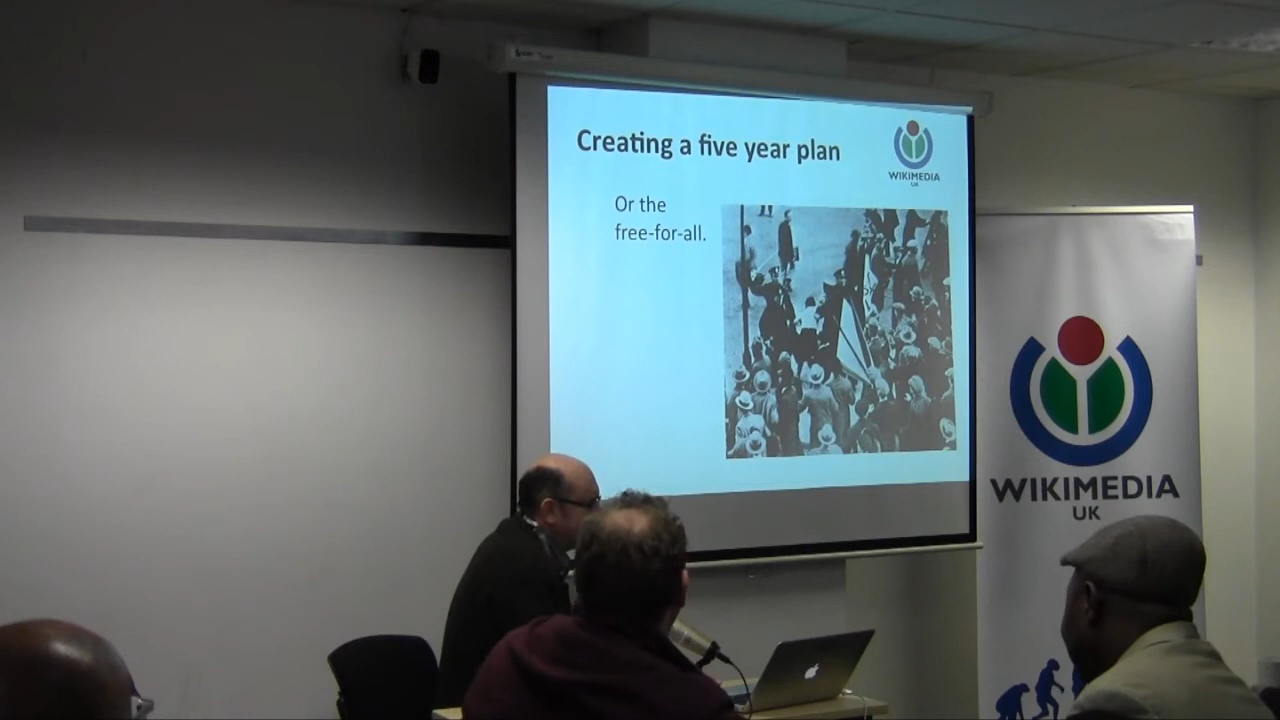 Creating a five year plan
WIKIMEDIA
UK
Or the
free-for-all.
WIKIMEDIA
UK